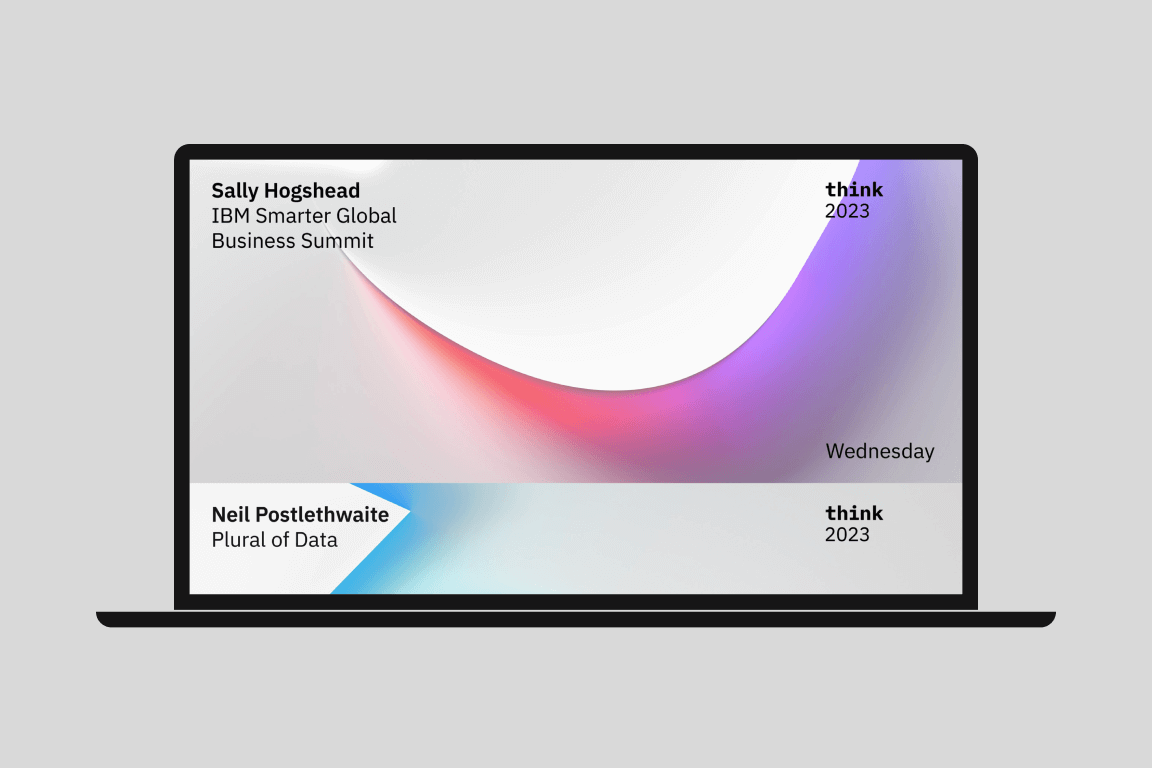 Sally Hogshead
IBM Smarter Global
Business Summit
think
2023
Wednesday
Neil Postlethwaite
Plural of Data
think
2023